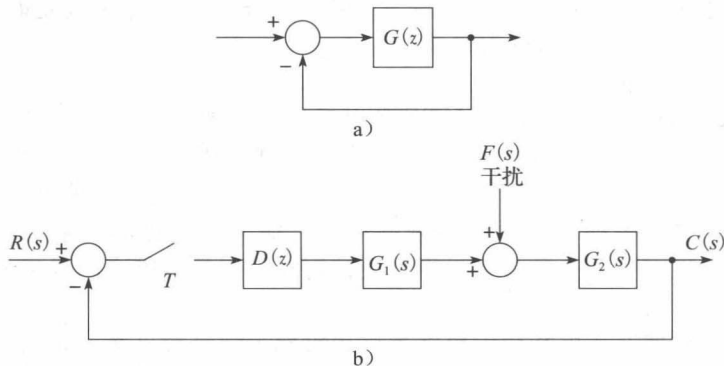 +
G(z)
−
a）
F(s)
干扰
R(s) + T D(z) G₁(s) + + G₂(s) C(s)
−
b）